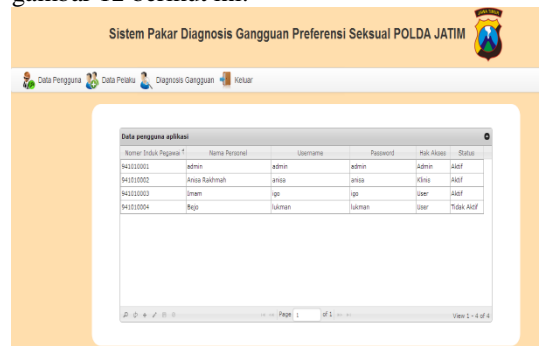 gambar 12 berikut ini.
Sistem Pakar Diagnosis Gangguan Preferensi Seksual POLDA JATIM
Data Pengguna Data Pelaku Diagnosis Gangguan Keluar
Data pengguna aplikasi
Nomer Induk Pegawai Nama Personel Username Password Hak Akses Status
941010001 admin admin admin Admin Aktif
941010002 Anisa Rakhmah anisa anisa Klinis Aktif
941010003 Imam igo igo User Aktif
941010004 Bejo lukman lukman User Tidak Aktif
Page 1 of 1 View 1 - 4 of 4